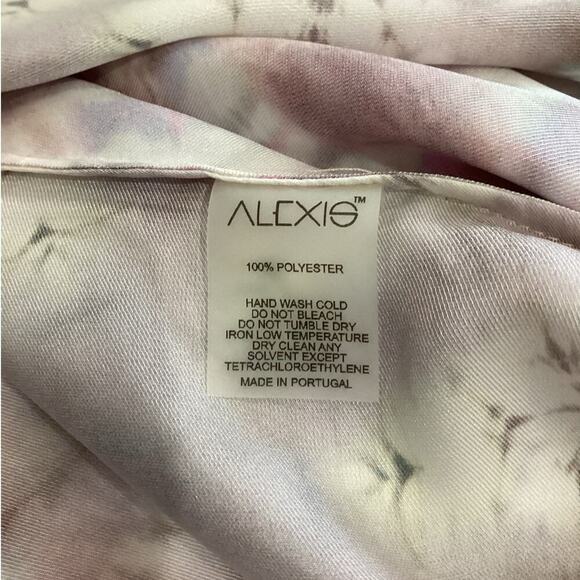 ALEXIS™
100% POLYESTER
HAND WASH COLD
DO NOT BLEACH
DO NOT TUMBLE DRY
IRON LOW TEMPERATURE
DRY CLEAN ANY
SOLVENT EXCEPT
TETRACHLOROETHYLENE
MADE IN PORTUGAL